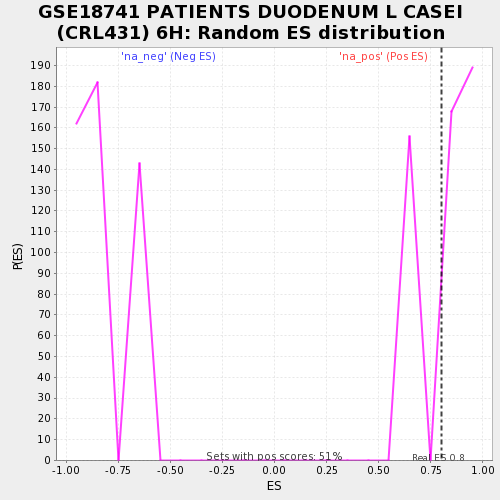 GSE18741 PATIENTS DUODENUM L CASEI
(CRL431) 6H: Random ES distribution
'na_neg' (Neg ES) 'na_pos' (Pos ES)
190
180
170
160
150
140
130
120
110
100
90
80
70
60
50
40
30
20
10
0
P(ES)
Sets with pos scores: 51%
Real ES 0.8
-1.00 -0.75 -0.50 -0.25 0.00 0.25 0.50 0.75 1.00
ES